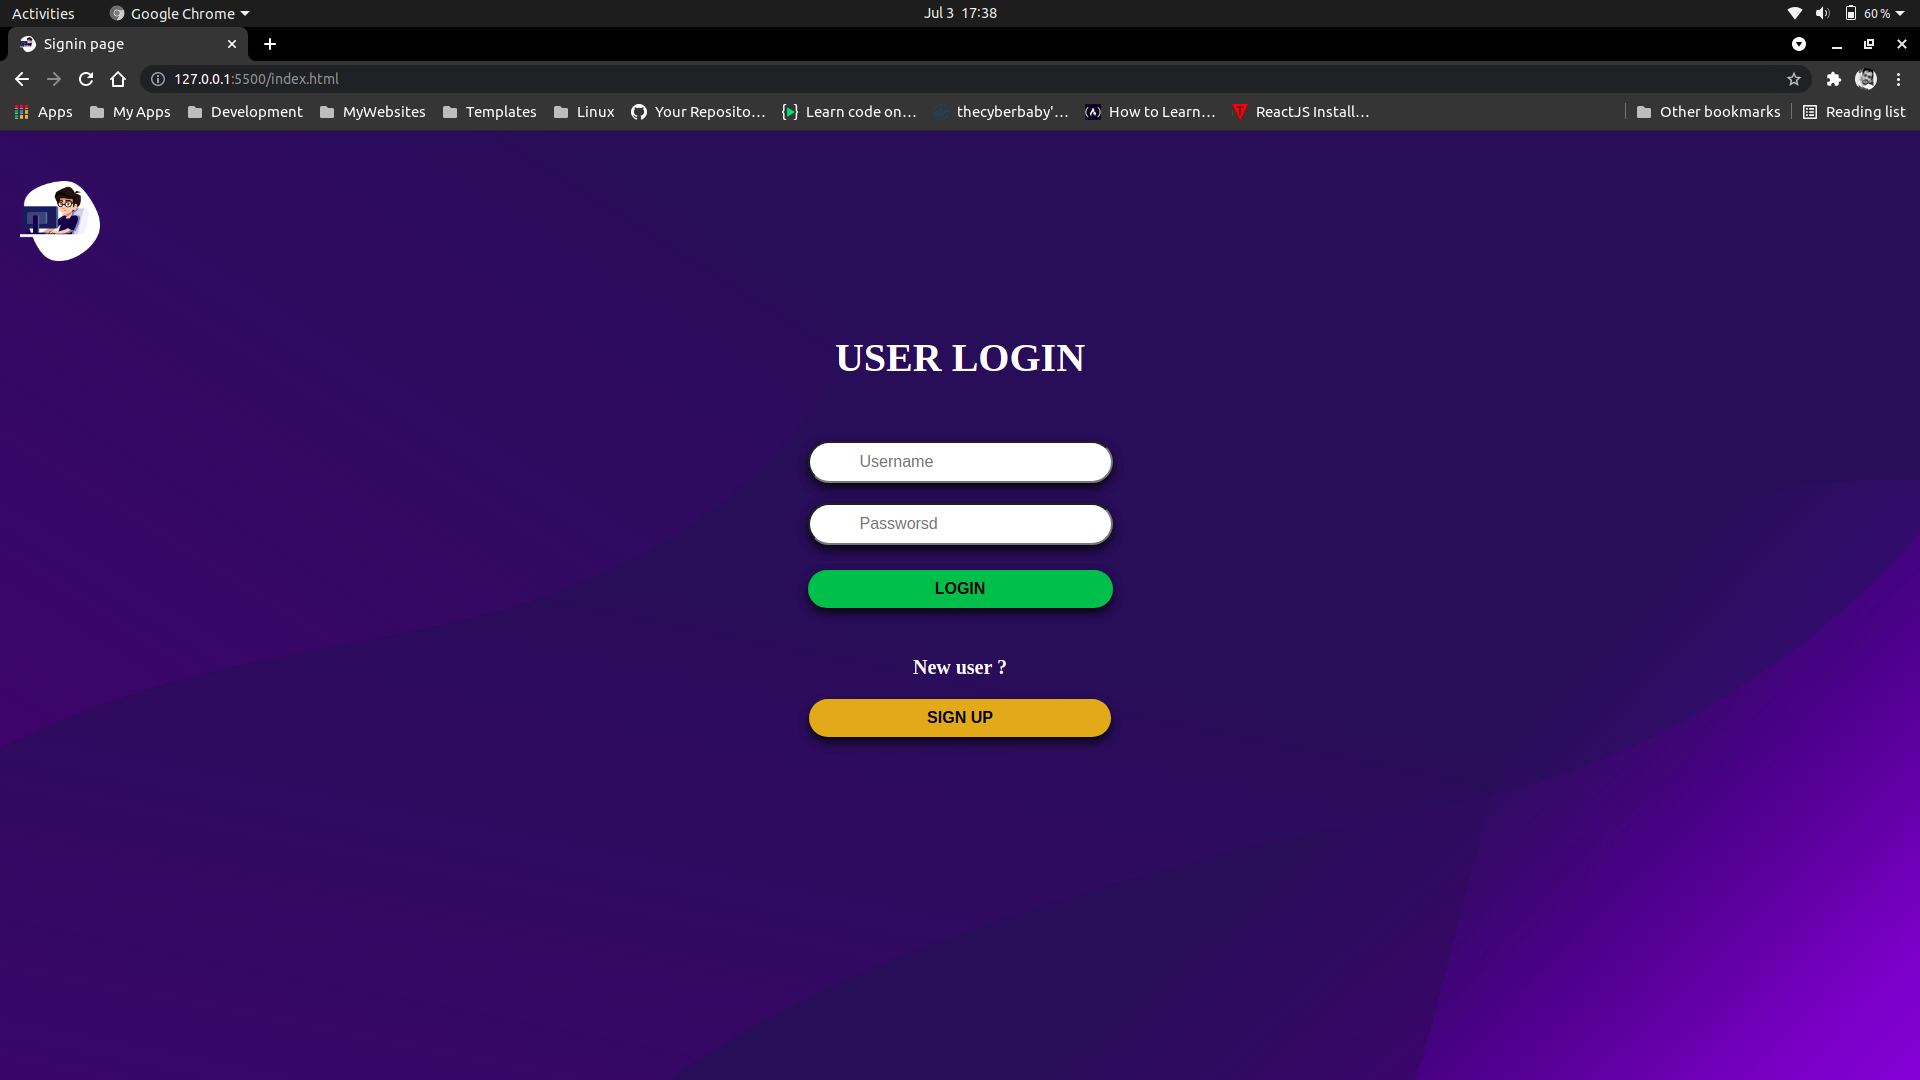 Activities Google Chrome Jul 3 17:38 60 %
Signin page
127.0.0.1:5500/index.html
Apps My Apps Development MyWebsites Templates Linux Your Reposito… Learn code on… thecyberbaby'… How to Learn… ReactJS Install… Other bookmarks Reading list
USER LOGIN
Username
Passworsd
LOGIN
New user ?
SIGN UP